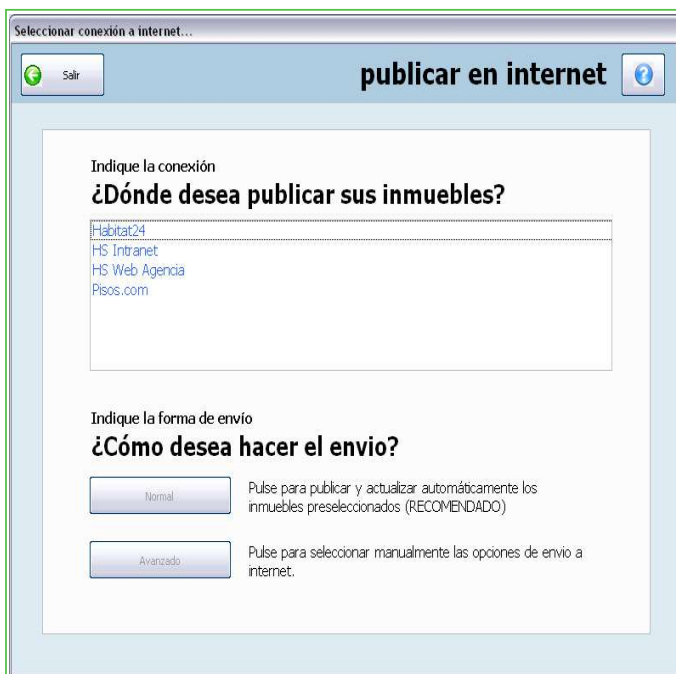 Seleccionar conexión a internet...
Salir
publicar en internet
?
Indique la conexión
¿Dónde desea publicar sus inmuebles?
Habitat24
HS Intranet
HS Web Agencia
Pisos.com
Indique la forma de envío
¿Cómo desea hacer el envio?
Normal
Pulse para publicar y actualizar automáticamente los
inmuebles preseleccionados (RECOMENDADO)
Avanzado
Pulse para seleccionar manualmente las opciones de envio a
internet.